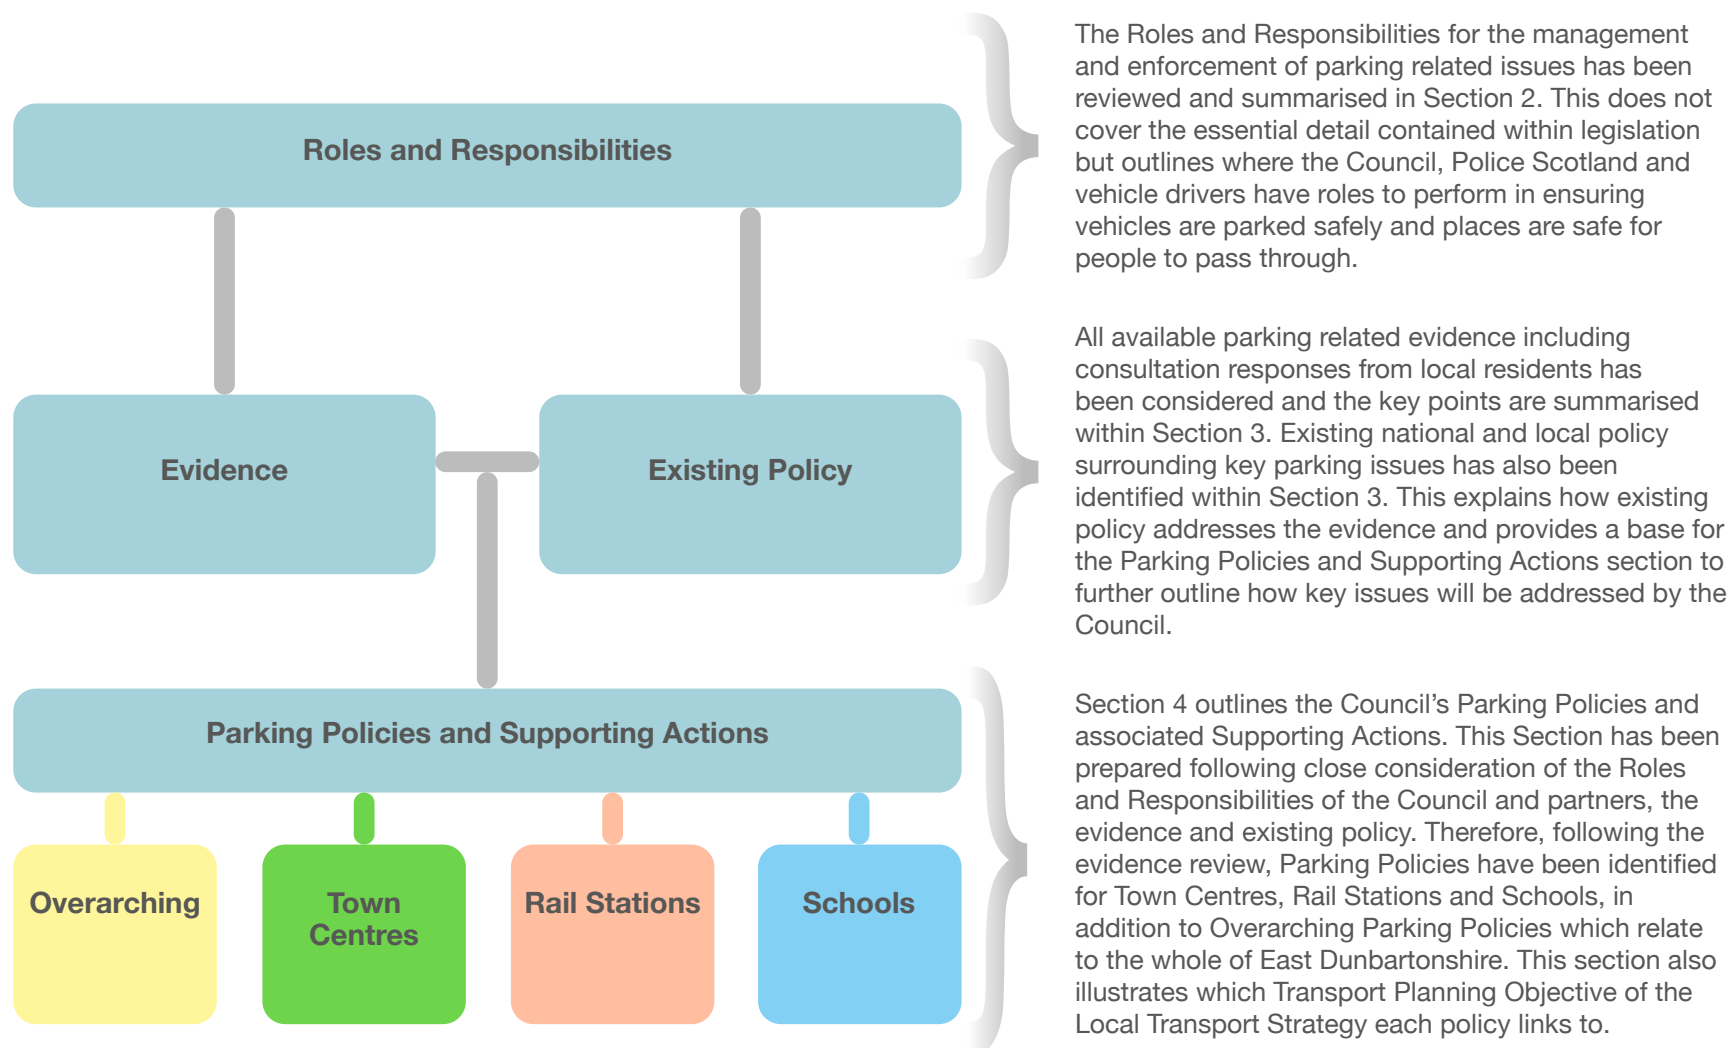 Roles and Responsibilities
The Roles and Responsibilities for the management
and enforcement of parking related issues has been
reviewed and summarised in Section 2. This does not
cover the essential detail contained within legislation
but outlines where the Council, Police Scotland and
vehicle drivers have roles to perform in ensuring
vehicles are parked safely and places are safe for
people to pass through.
Evidence
Existing Policy
All available parking related evidence including
consultation responses from local residents has
been considered and the key points are summarised
within Section 3. Existing national and local policy
surrounding key parking issues has also been
identified within Section 3. This explains how existing
policy addresses the evidence and provides a base for
the Parking Policies and Supporting Actions section to
further outline how key issues will be addressed by the
Council.
Parking Policies and Supporting Actions
Overarching
Town
Centres
Rail Stations
Schools
Section 4 outlines the Council’s Parking Policies and
associated Supporting Actions. This Section has been
prepared following close consideration of the Roles
and Responsibilities of the Council and partners, the
evidence and existing policy. Therefore, following the
evidence review, Parking Policies have been identified
for Town Centres, Rail Stations and Schools, in
addition to Overarching Parking Policies which relate
to the whole of East Dunbartonshire. This section also
illustrates which Transport Planning Objective of the
Local Transport Strategy each policy links to.